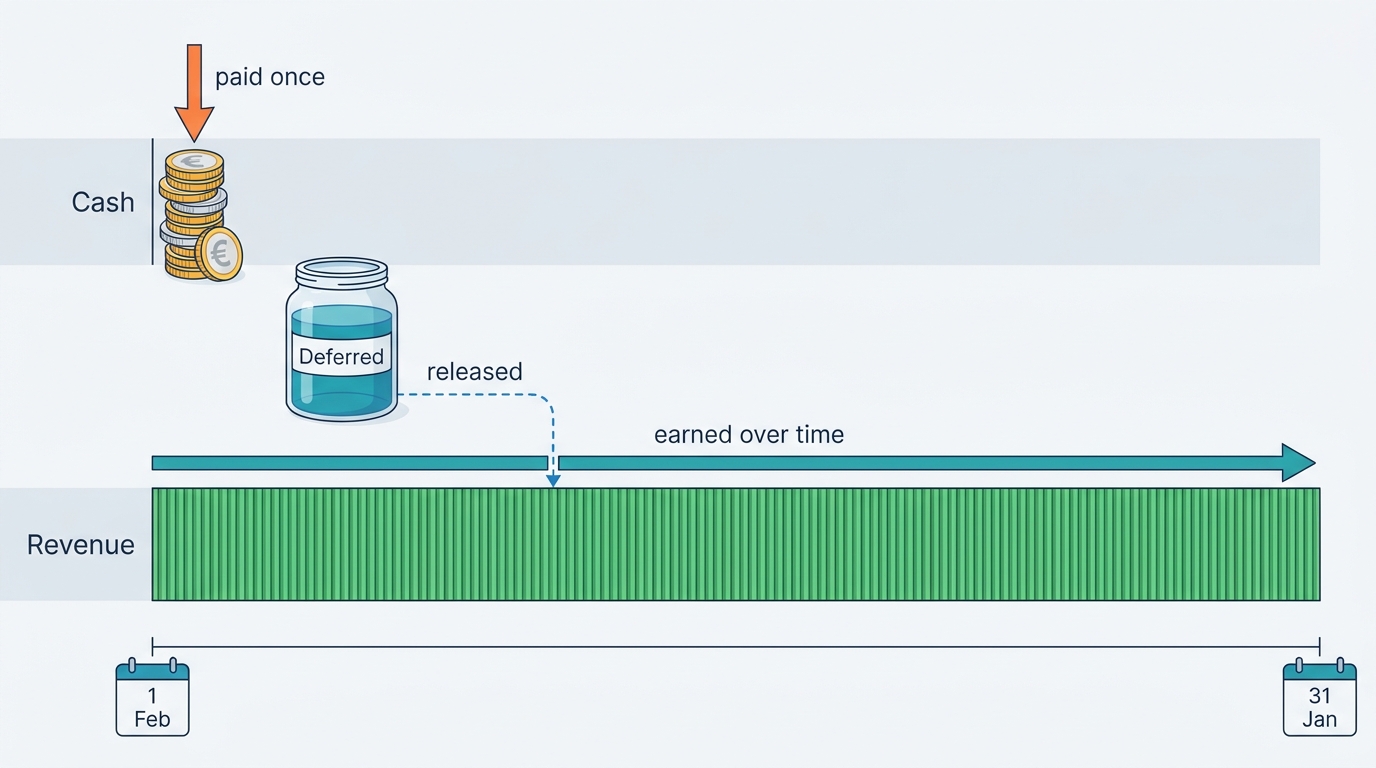 paid once
Cash
€
€
Deferred
released
earned over time
Revenue
1
Feb
31
Jan